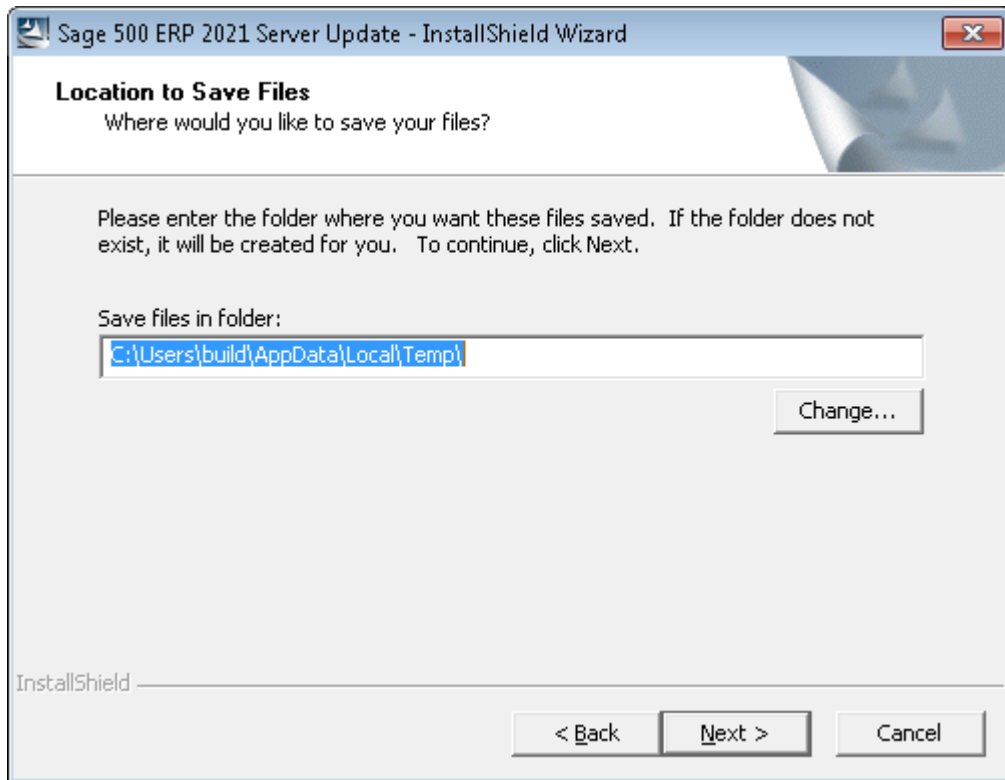 Sage 500 ERP 2021 Server Update - InstallShield Wizard
Location to Save Files
Where would you like to save your files?
Please enter the folder where you want these files saved.  If the folder does not
exist, it will be created for you.   To continue, click Next.
Save files in folder:
C:\Users\build\AppData\Local\Temp\
Change...
InstallShield
< Back Next > Cancel